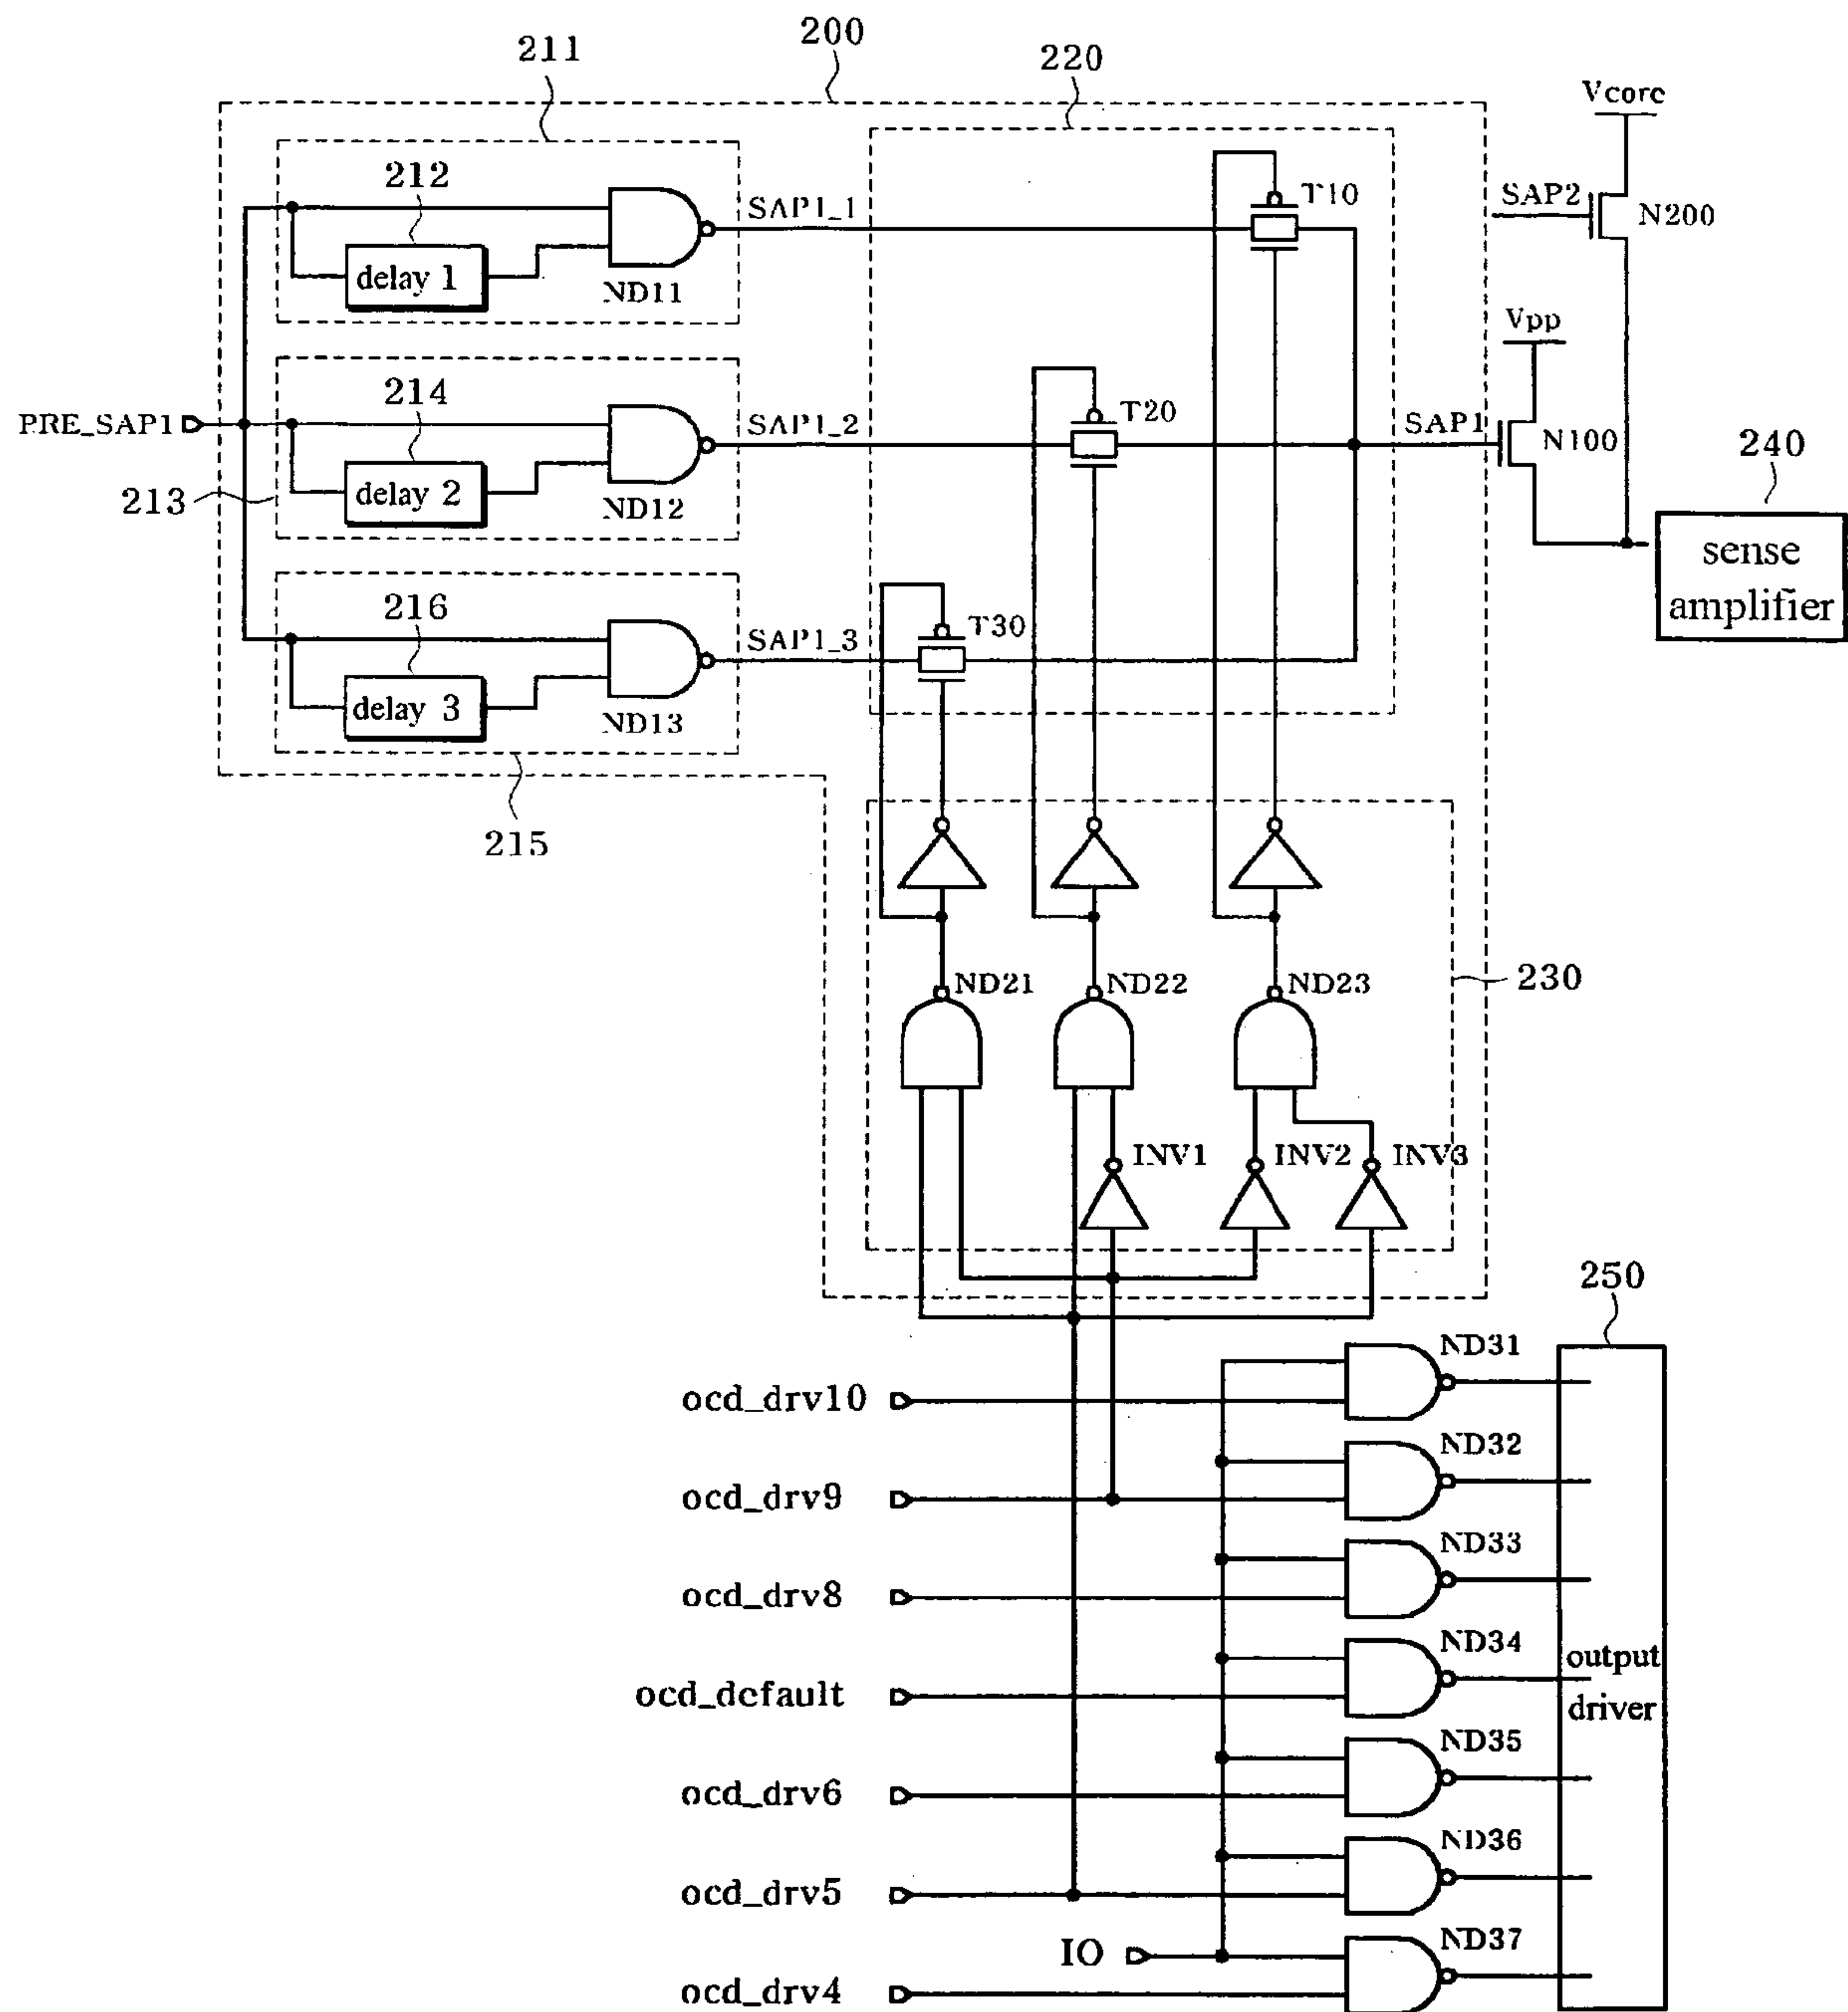 200
211
220
Vcore
212
SAP1_1
T10
SAP2
N200
delay 1
ND11
Vpp
214
SAP1_2
T20
PRE_SAP1
SAP1
N100
240
213
delay 2
ND12
sense
amplifier
216
SAP1_3
T30
delay 3
ND13
215
ND21
ND22
ND23
230
INV1
INV2
INV3
250
ND31
ocd_drv10
ND32
ocd_drv9
ND33
ocd_drv8
ND34
output
driver
ocd_default
ND35
ocd_drv6
ND36
ocd_drv5
ND37
IO
ocd_drv4